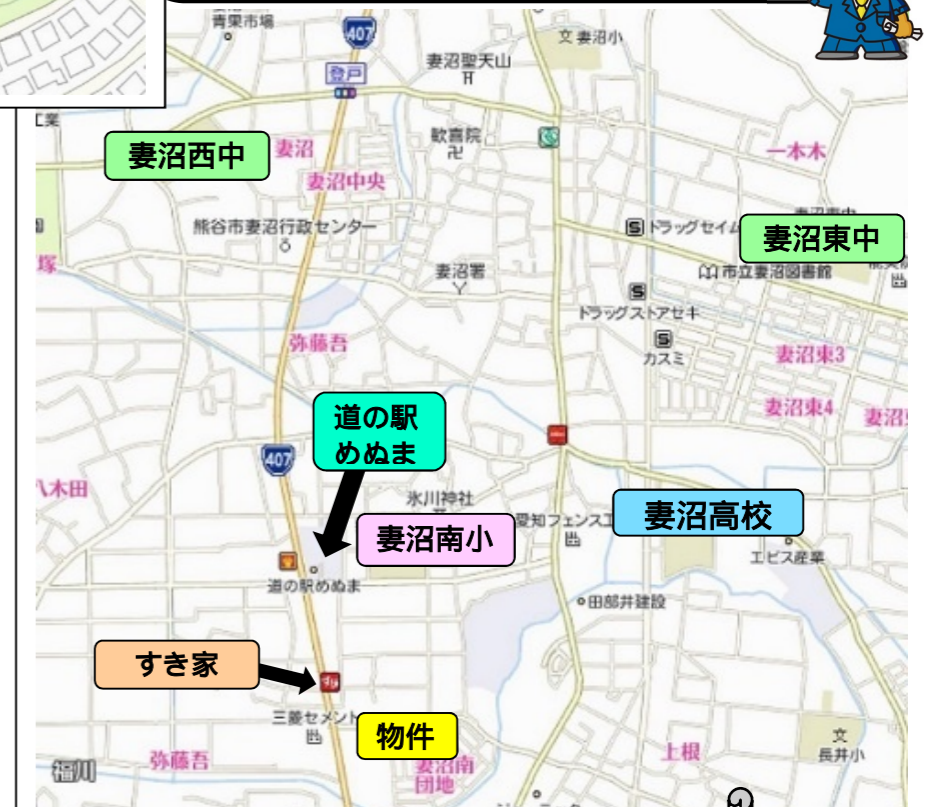 青果市場
407
文 妻沼小
登戸
妻沼聖天山
工業
妻沼西中
妻沼
歓喜院
一本木
妻沼中央
熊谷市妻沼行政センター
S ドラッグセイム
妻沼東中
塚
妻沼署
市立妻沼図書館
S
ドラッグストアセキ
S
カスミ
弥藤吾
妻沼東3
妻沼東4
妻沼
道の駅
めぬま
407
八木田
氷川神社
妻沼高校
愛知フェンス工
妻沼南小
エビス産業
道の駅めぬま
田部井建設
すき家
三菱セメント
物件
文
長井小
弥藤吾
福川
妻沼南
団地
上根